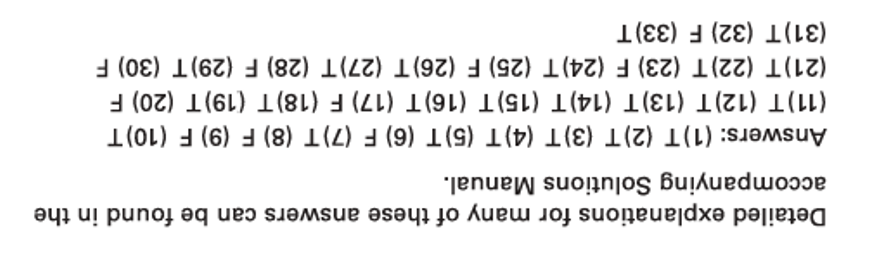 Detailed explanations for many of these answers can be found in the
accompanying Solutions Manual.
Answers: (1)T (2)T (3)T (4)T (5)T (6) F (7)T (8) F (9) F (10)T
(11)T (12)T (13)T (14)T (15)T (16)T (17) F (18)T (19)T (20) F
(21)T (22)T (23) F (24)T (25) F (26)T (27)T (28) F (29)T (30) F
(31)T (32) F (33)T